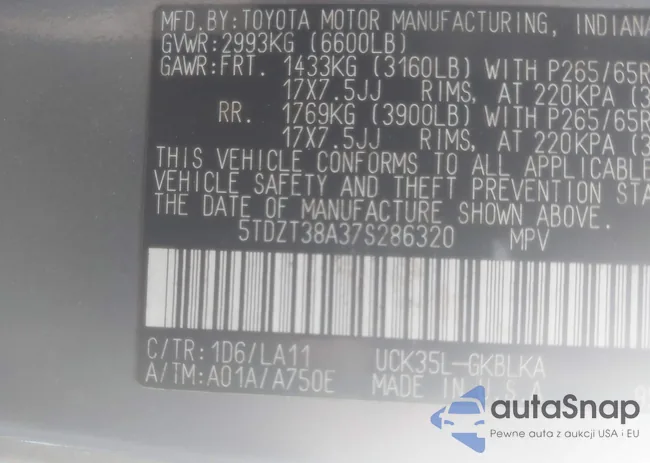 MFD.BY:TOYOTA MOTOR MANUFACTURING, INDIANA
GVWR:2993KG (6600LB)
GAWR:FRT. 1433KG (3160LB) WITH P265/65R
17X7.5JJ RIMS, AT 220KPA (3
RR. 1769KG (3900LB) WITH P265/65R
17X7.5JJ RIMS, AT 220KPA (3
THIS VEHICLE CONFORMS TO ALL APPLICABLE
VEHICLE SAFETY AND THEFT PREVENTION STA
THE DATE OF MANUFACTURE SHOWN ABOVE.
5TDZT38A37S286320 MPV
C/TR:1D6/LA11 UCK35L-GKBLKA
A/TM:A01A/A750E MADE IN U.S.A
autaSnap
Pewne auta z aukcji USA i EU